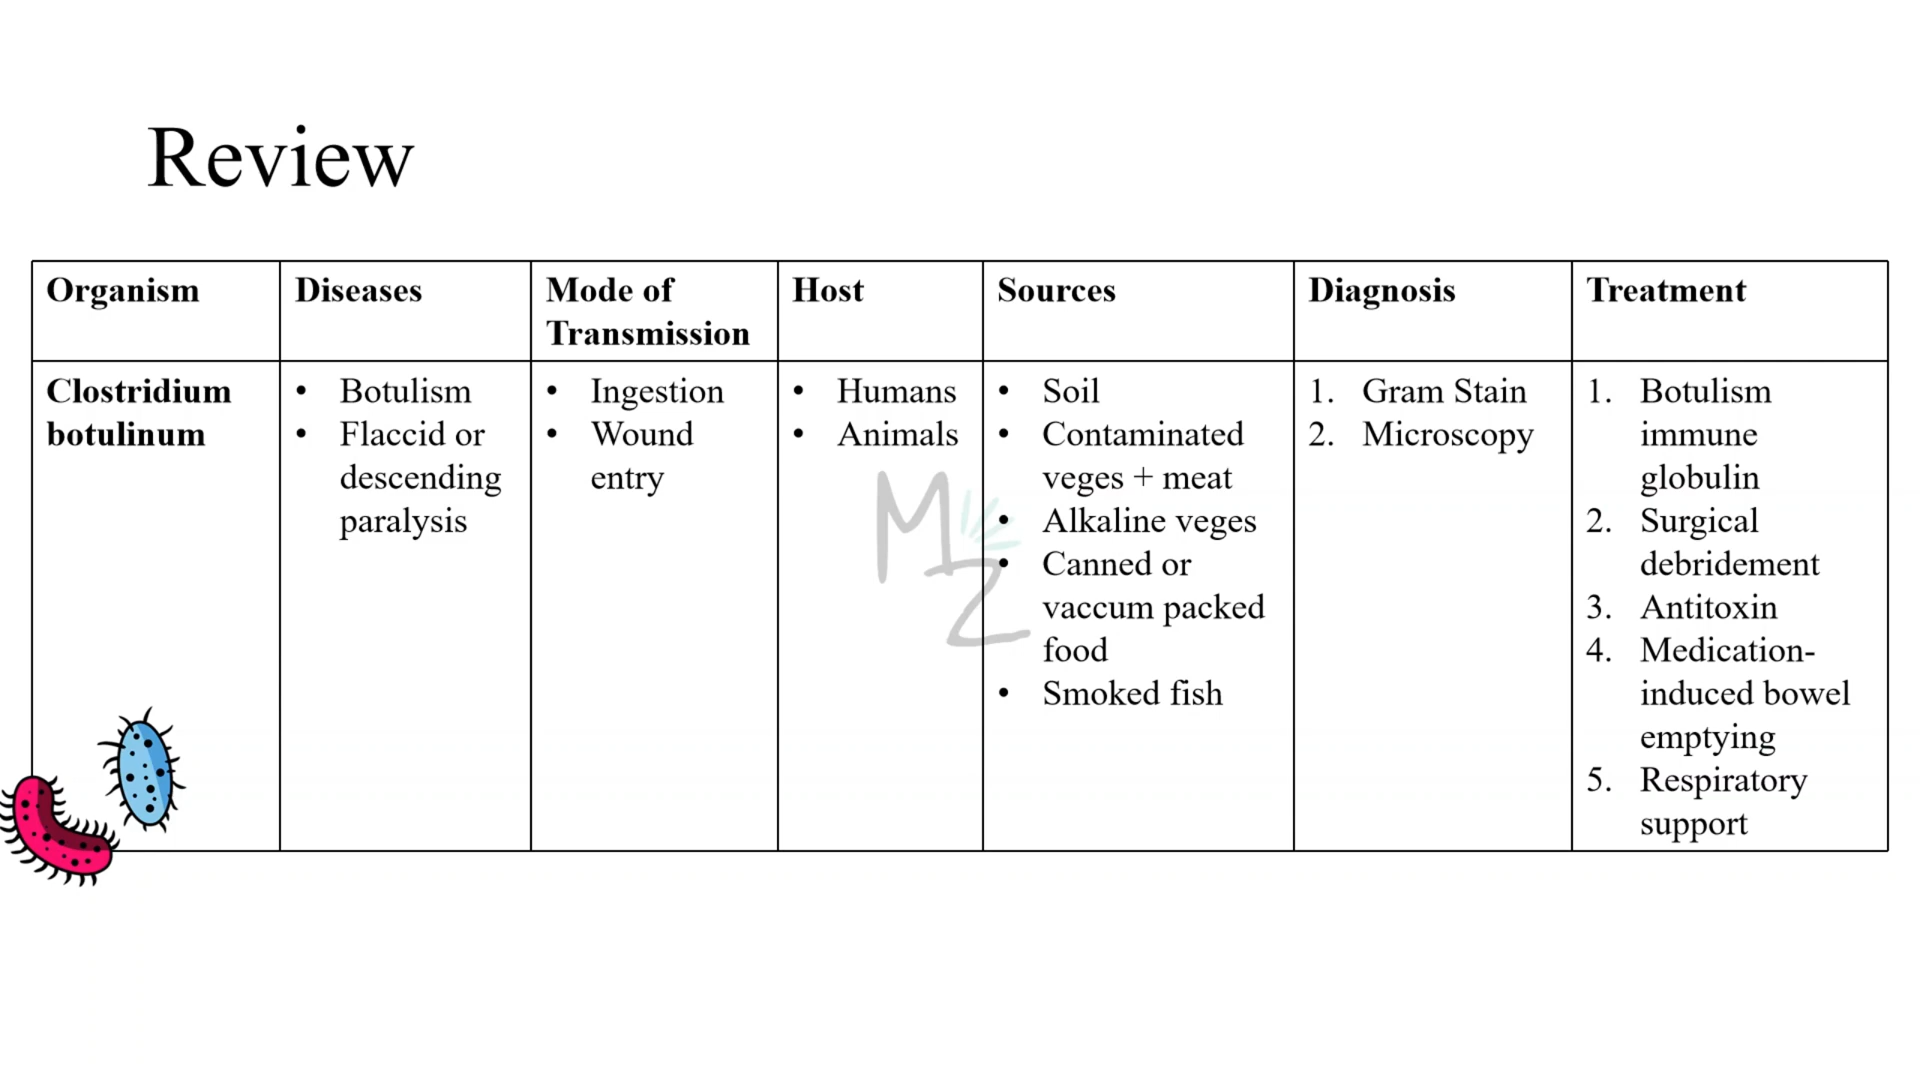 Review
Organism
Diseases
Mode of
Transmission
Host
Sources
Diagnosis
Treatment
Clostridium
botulinum
• Botulism
• Flaccid or
descending
paralysis
• Ingestion
• Wound
entry
• Humans
• Animals
• Soil
• Contaminated
veges + meat
• Alkaline veges
• Canned or
vaccum packed
food
• Smoked fish
1. Gram Stain
2. Microscopy
1. Botulism
immune
globulin
2. Surgical
debridement
3. Antitoxin
4. Medication-
induced bowel
emptying
5. Respiratory
support
MZ